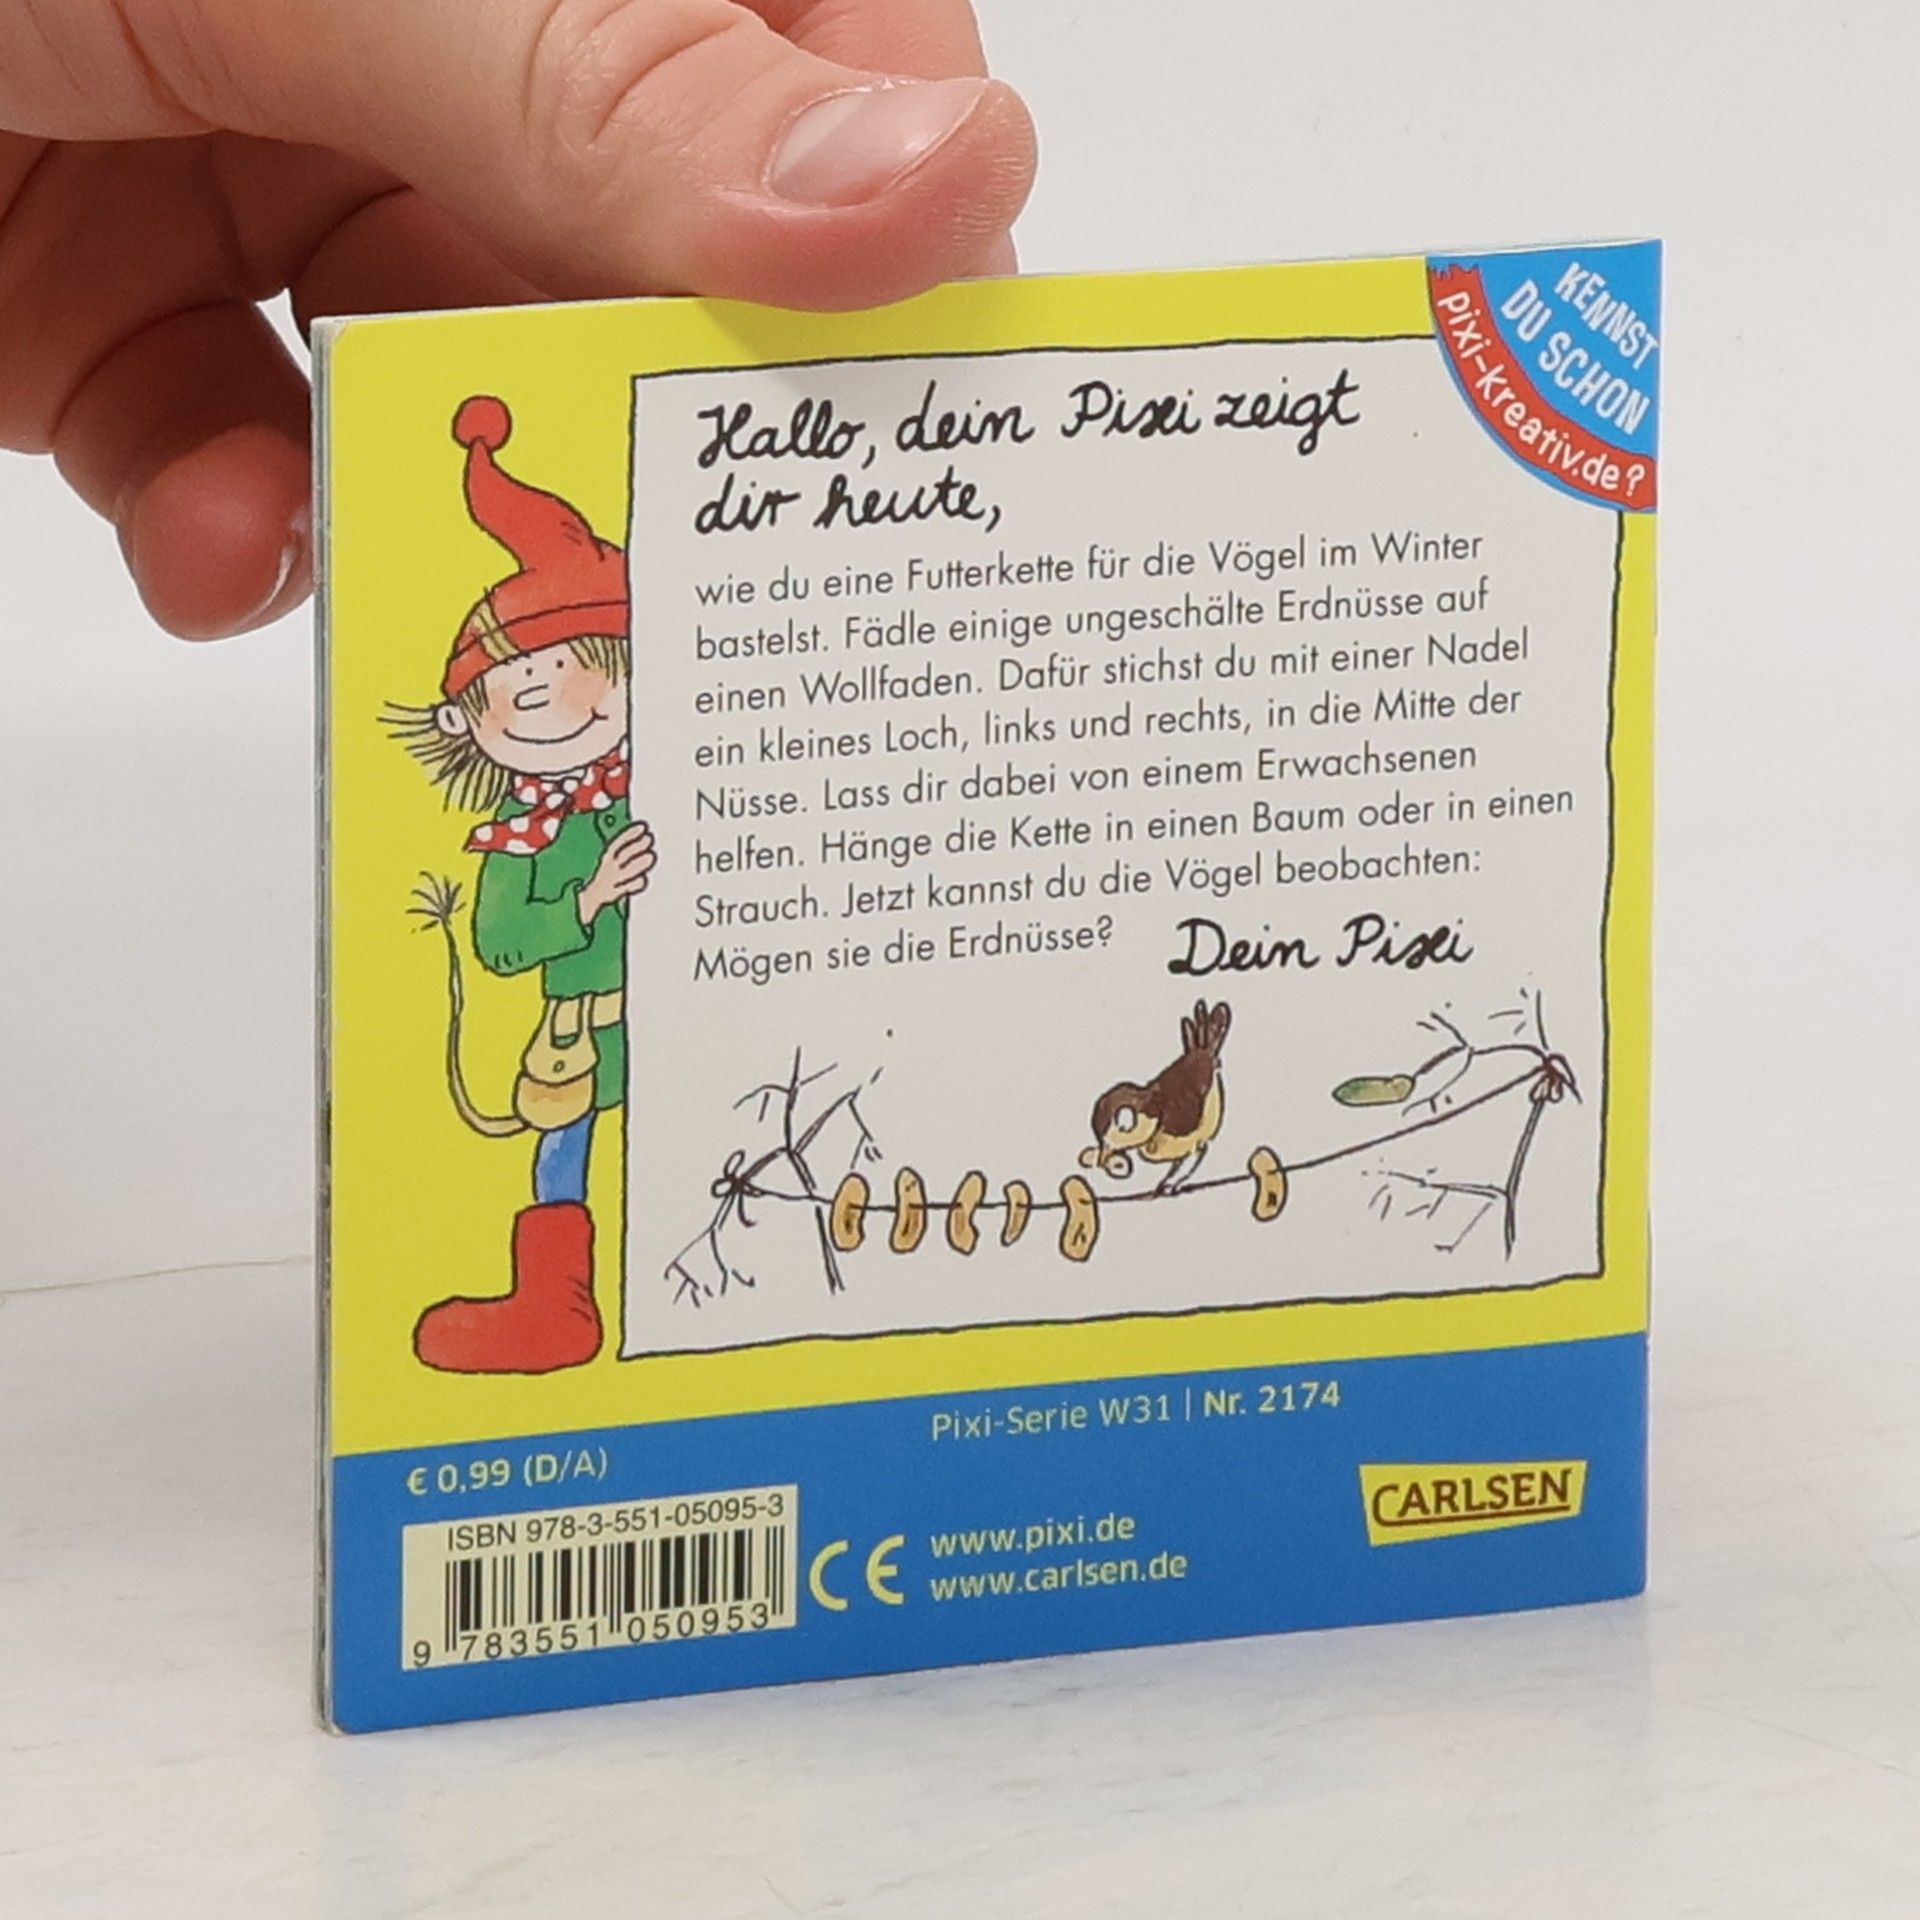 KENNST
DU SCHON
pixi-kreativ.de?
Hallo, dein Pixi zeigt
dir heute,
wie du eine Futterkette für die Vögel im Winter
bastelst. Fädle einige ungeschälte Erdnüsse auf
einen Wollfaden. Dafür stichst du mit einer Nadel
ein kleines Loch, links und rechts, in die Mitte der
Nüsse. Lass dir dabei von einem Erwachsenen
helfen. Hänge die Kette in einen Baum oder in einen
Strauch. Jetzt kannst du die Vögel beobachten:
Mögen sie die Erdnüsse?
Dein Pixi
Pixi-Serie W31 | Nr. 2174
€ 0,99 (D/A)
ISBN 978-3-551-05095-3
9 783551 050953
CE
www.pixi.de
www.carlsen.de
CARLSEN